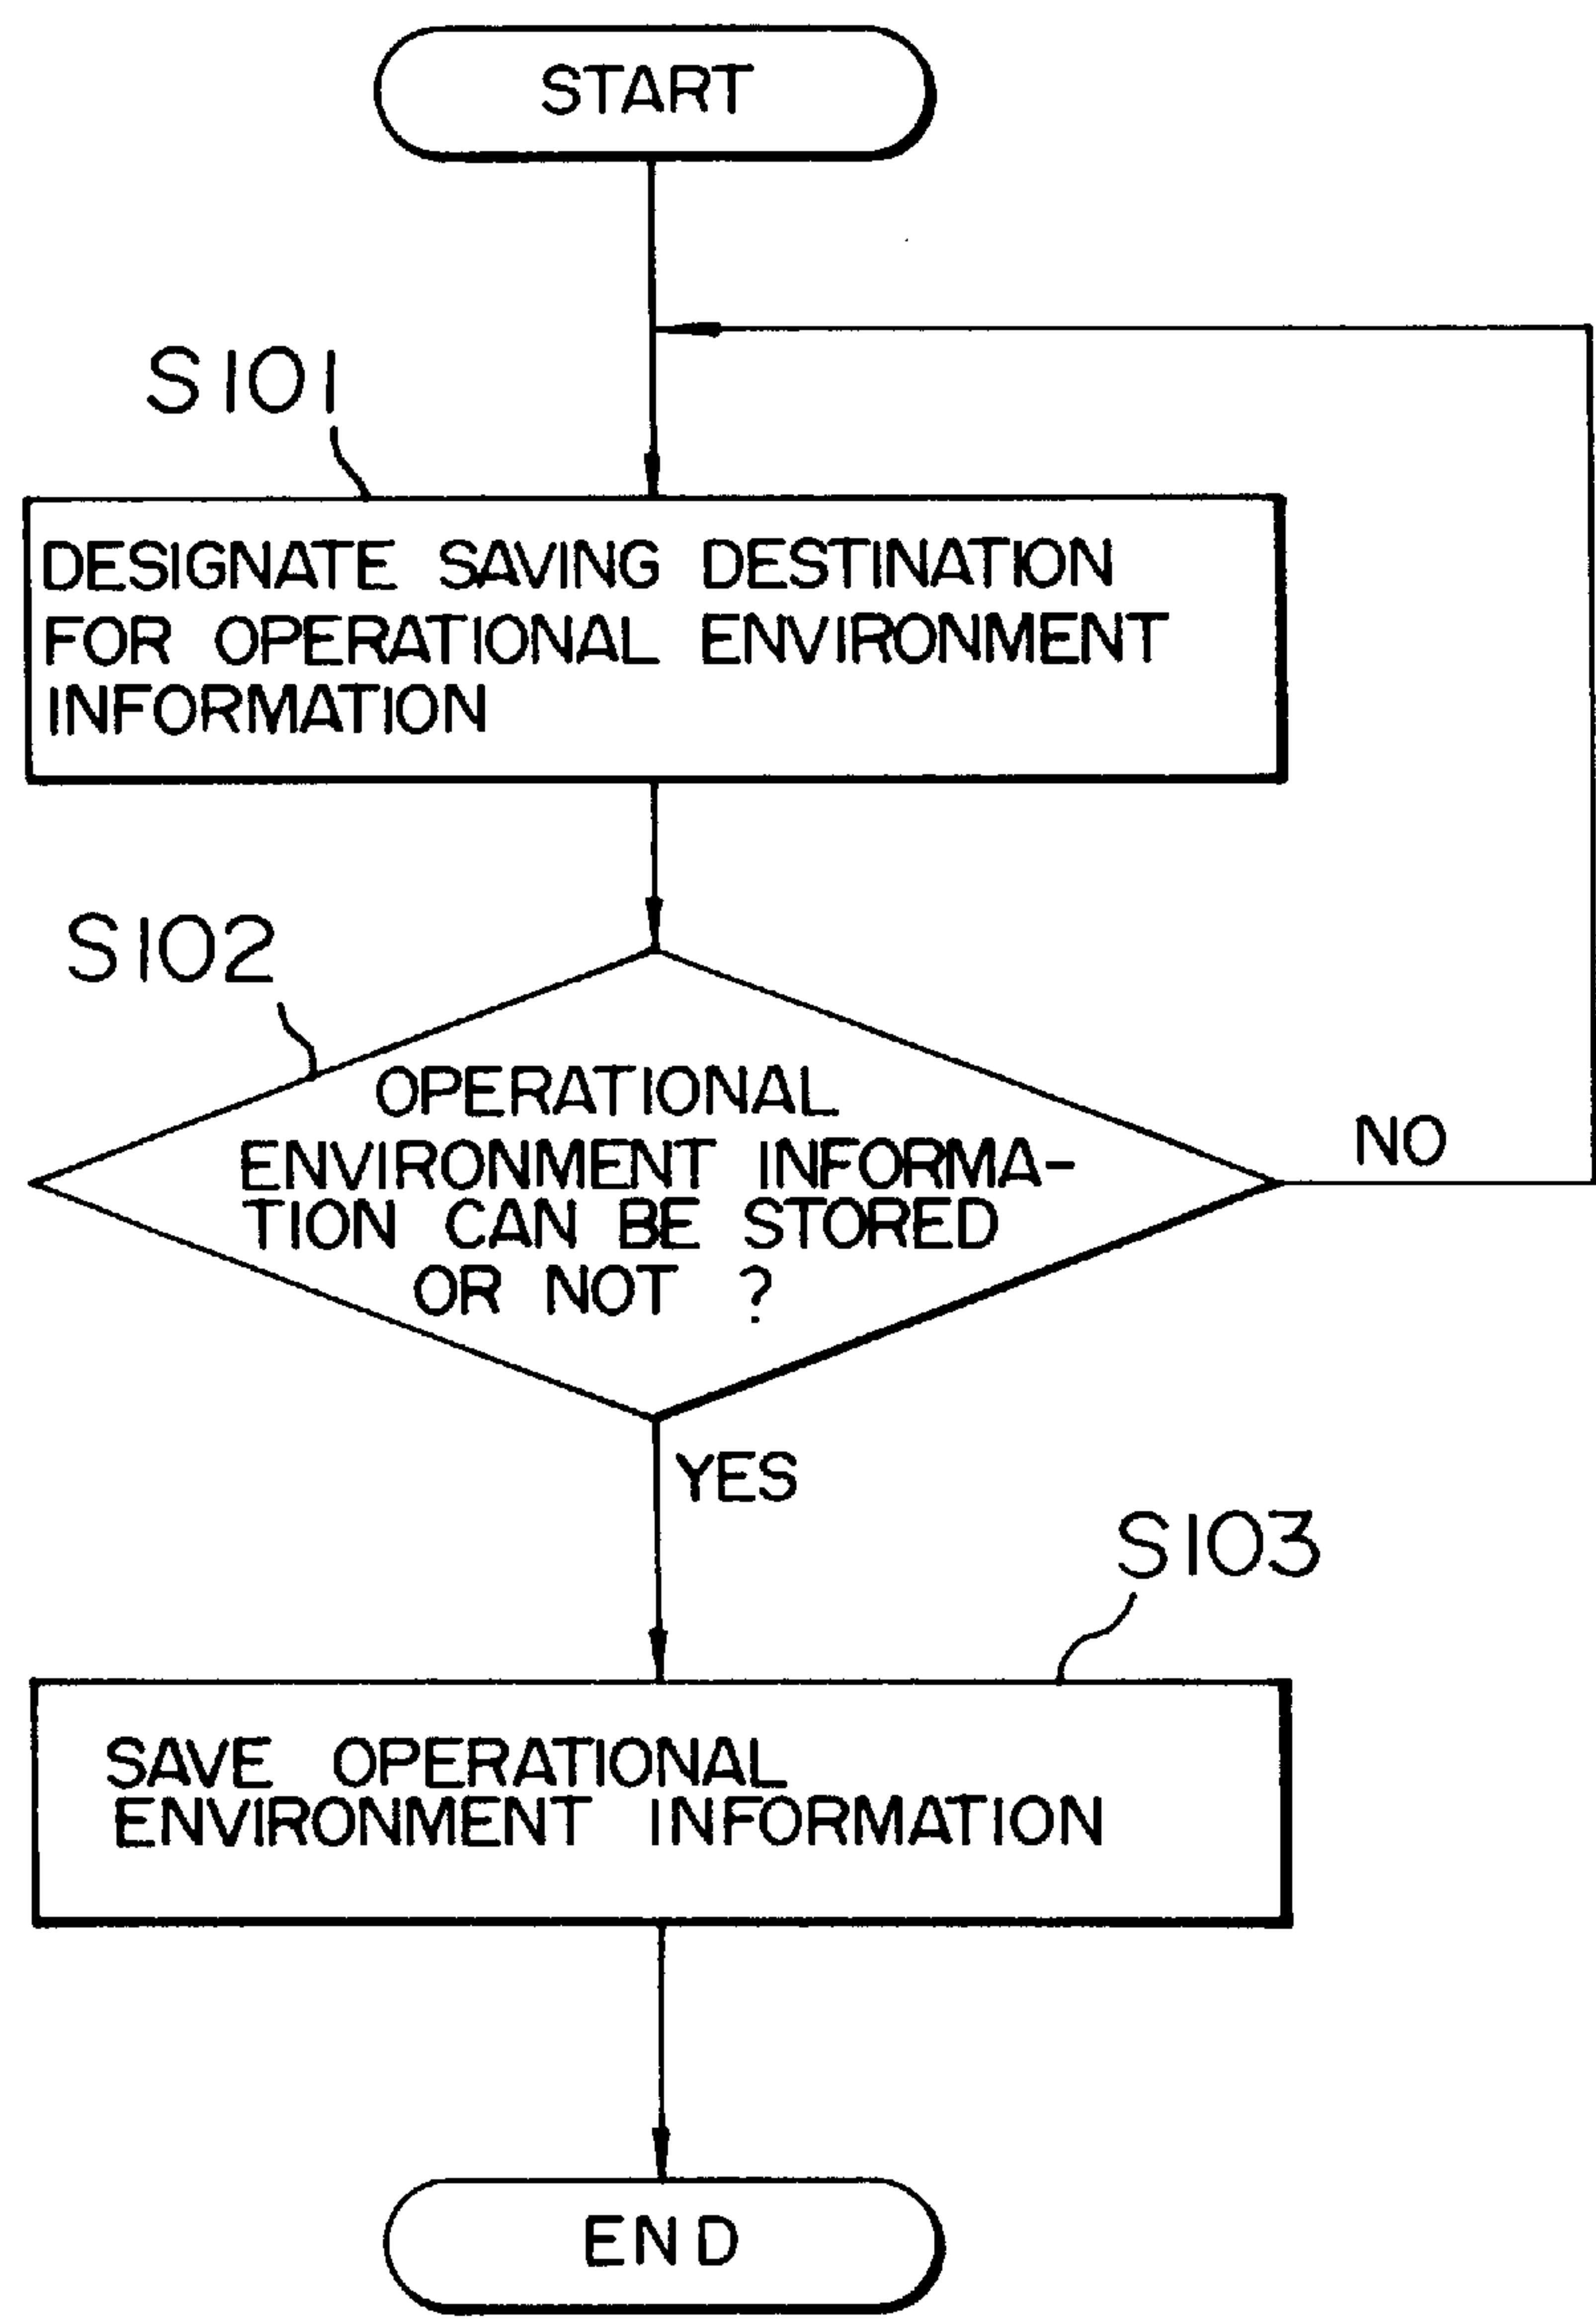 START
S101
DESIGNATE SAVING DESTINATION
FOR OPERATIONAL ENVIRONMENT
INFORMATION
S102
OPERATIONAL
ENVIRONMENT INFORMA-
TION CAN BE STORED
OR NOT ?
NO
YES
S103
SAVE OPERATIONAL
ENVIRONMENT INFORMATION
END